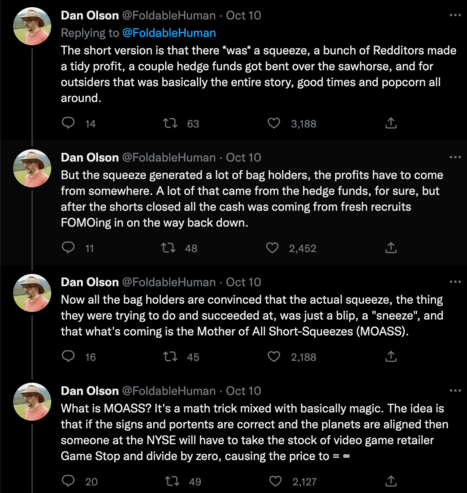 Dan Olson @FoldableHuman · Oct 10
Replying to @FoldableHuman
The short version is that there *was* a squeeze, a bunch of Redditors made
a tidy profit, a couple hedge funds got bent over the sawhorse, and for
outsiders that was basically the entire story, good times and popcorn all
around.
14 63 3,188
Dan Olson @FoldableHuman · Oct 10
But the squeeze generated a lot of bag holders, the profits have to come
from somewhere. A lot of that came from the hedge funds, for sure, but
after the shorts closed all the cash was coming from fresh recruits
FOMOing in on the way back down.
11 48 2,452
Dan Olson @FoldableHuman · Oct 10
Now all the bag holders are convinced that the actual squeeze, the thing
they were trying to do and succeeded at, was just a blip, a "sneeze", and
that what's coming is the Mother of All Short-Squeezes (MOASS).
16 45 2,188
Dan Olson @FoldableHuman · Oct 10
What is MOASS? It's a math trick mixed with basically magic. The idea is
that if the signs and portents are correct and the planets are aligned then
someone at the NYSE will have to take the stock of video game retailer
Game Stop and divide by zero, causing the price to = ∞
20 49 2,127